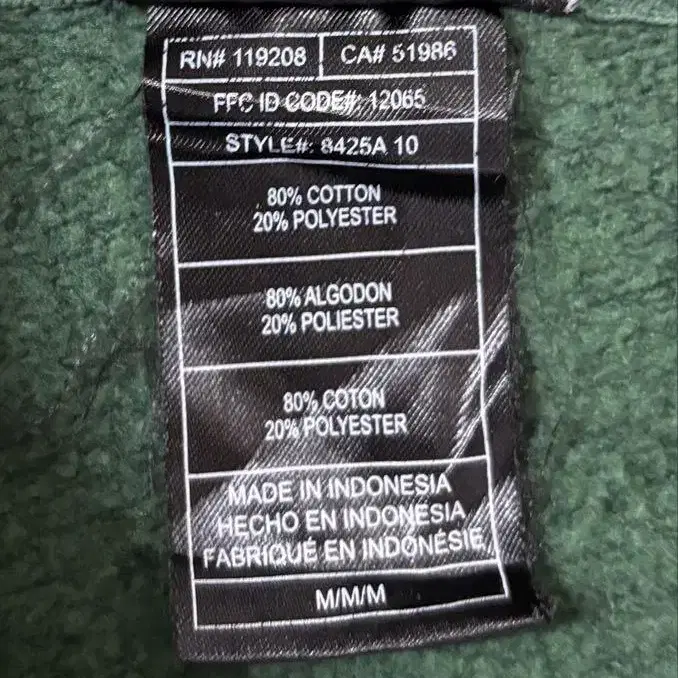 RN# 119208 CA# 51986
FFC ID CODE#: 12065
STYLE#: 8425A 10
80% COTTON
20% POLYESTER
80% ALGODON
20% POLIESTER
80% COTON
20% POLYESTER
MADE IN INDONESIA
HECHO EN INDONESIA
FABRIQUÉ EN INDONÉSIE
M/M/M